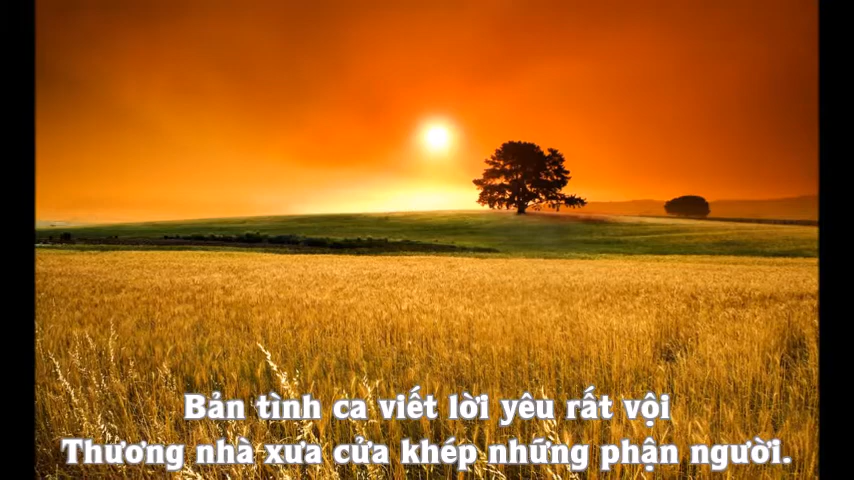 Bản tình ca viết lời yêu rất vội
Thương nhà xưa cửa khép những phận người.